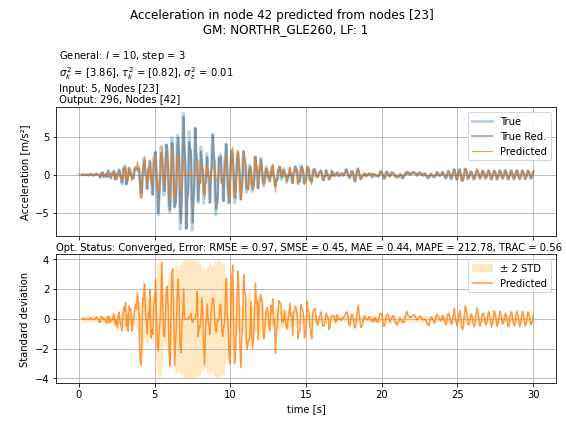 Acceleration in node 42 predicted from nodes [23]
GM: NORTHR_GLE260, LF: 1
General: l = 10, step = 3
σ²ₖ = [3.86], τ²ₖ = [0.82], σ²_ε = 0.01
Input: 5, Nodes [23]
Output: 296, Nodes [42]
Acceleration [m/s²]
5
0
−5
True
True Red.
Predicted
Opt. Status: Converged, Error: RMSE = 0.97, SMSE = 0.45, MAE = 0.44, MAPE = 212.78, TRAC = 0.56
Standard deviation
4
2
0
−2
−4
± 2 STD
Predicted
0 5 10 15 20 25 30
time [s]